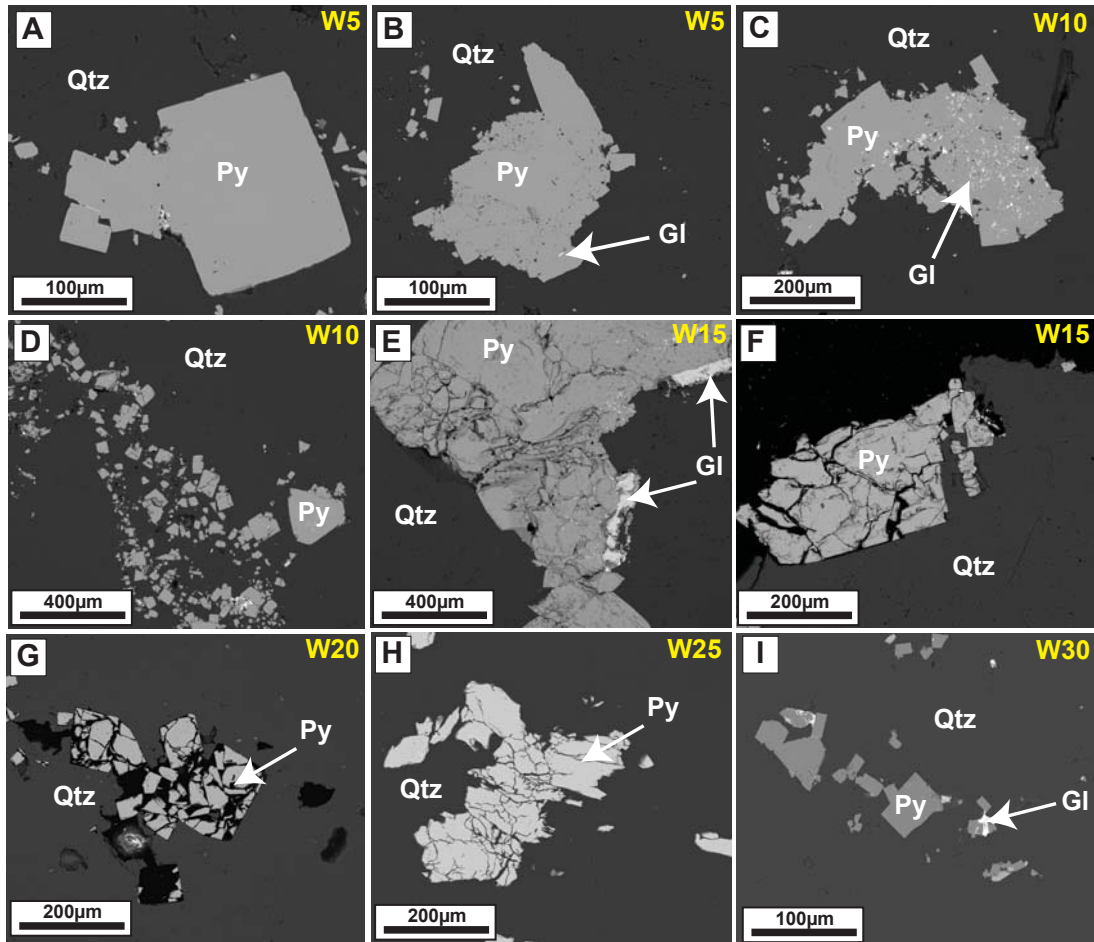 A W5
Qtz
Py
100µm
B W5
Qtz
Py
Gl
100µm
C W10
Qtz
Py
Gl
200µm
D W10
Qtz
Py
400µm
E W15
Py
Gl
Qtz
400µm
F W15
Py
Qtz
200µm
G W20
Py
Qtz
200µm
H W25
Py
Qtz
200µm
I W30
Qtz
Py
Gl
100µm